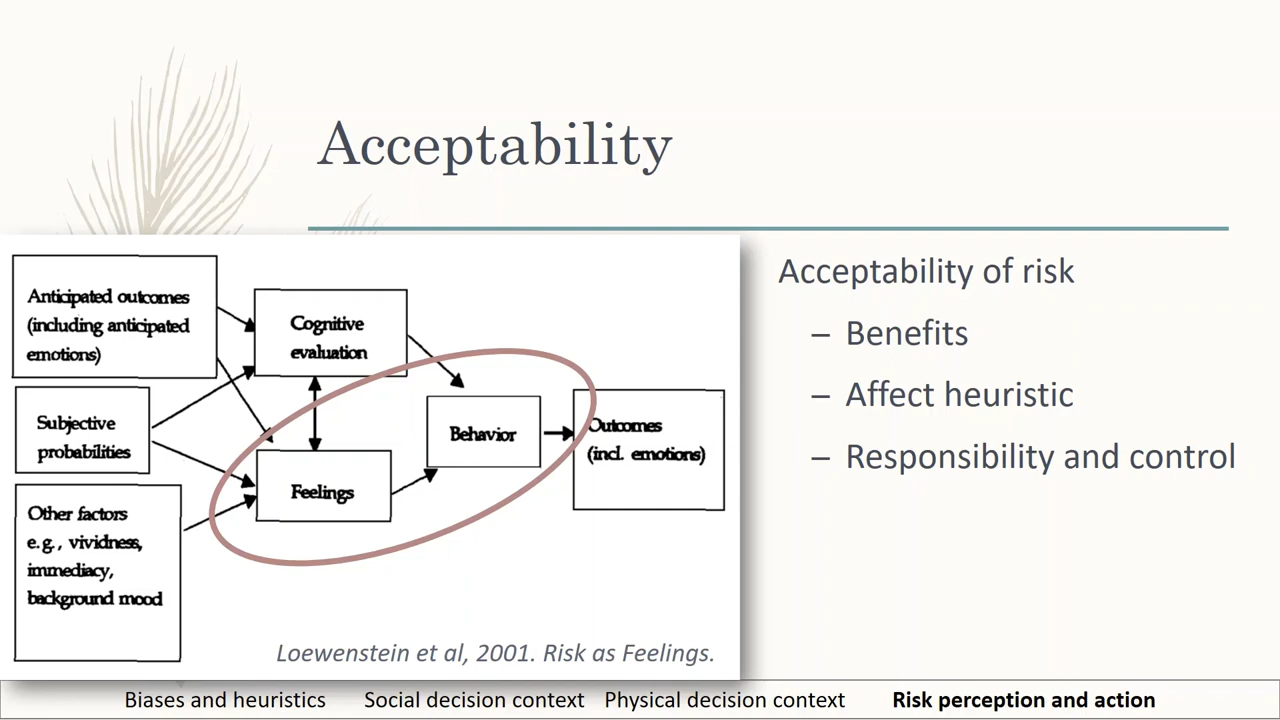 Acceptability
Anticipated outcomes
(including anticipated
emotions)
Subjective
probabilities
Other factors
e.g., vividness,
immediacy,
background mood
Cognitive
evaluation
Feelings
Behavior
Outcomes
(incl. emotions)
Loewenstein et al, 2001. Risk as Feelings.
Acceptability of risk
– Benefits
– Affect heuristic
– Responsibility and control
Biases and heuristics Social decision context Physical decision context Risk perception and action